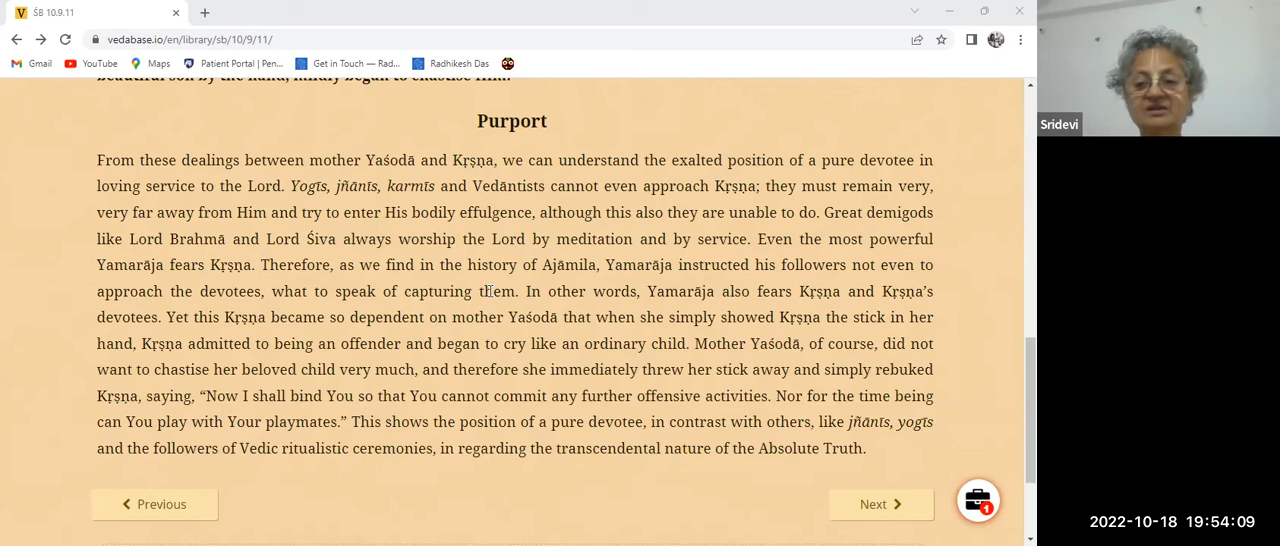 ŚB 10.9.11
vedabase.io/en/library/sb/10/9/11/
Gmail
YouTube
Maps
Patient Portal | Pen...
Get in Touch — Rad...
Radhikesh Das
beautiful son by the hand, mildly began to chastise Him.
Sridevi
Purport
From these dealings between mother Yaśodā and Kṛṣṇa, we can understand the exalted position of a pure devotee in
loving service to the Lord. Yogīs, jñānīs, karmīs and Vedāntists cannot even approach Kṛṣṇa; they must remain very,
very far away from Him and try to enter His bodily effulgence, although this also they are unable to do. Great demigods
like Lord Brahmā and Lord Śiva always worship the Lord by meditation and by service. Even the most powerful
Yamarāja fears Kṛṣṇa. Therefore, as we find in the history of Ajāmila, Yamarāja instructed his followers not even to
approach the devotees, what to speak of capturing them. In other words, Yamarāja also fears Kṛṣṇa and Kṛṣṇa’s
devotees. Yet this Kṛṣṇa became so dependent on mother Yaśodā that when she simply showed Kṛṣṇa the stick in her
hand, Kṛṣṇa admitted to being an offender and began to cry like an ordinary child. Mother Yaśodā, of course, did not
want to chastise her beloved child very much, and therefore she immediately threw her stick away and simply rebuked
Kṛṣṇa, saying, “Now I shall bind You so that You cannot commit any further offensive activities. Nor for the time being
can You play with Your playmates.” This shows the position of a pure devotee, in contrast with others, like jñānīs, yogīs
and the followers of Vedic ritualistic ceremonies, in regarding the transcendental nature of the Absolute Truth.
Previous
Next
1
2022-10-18 19:54:09